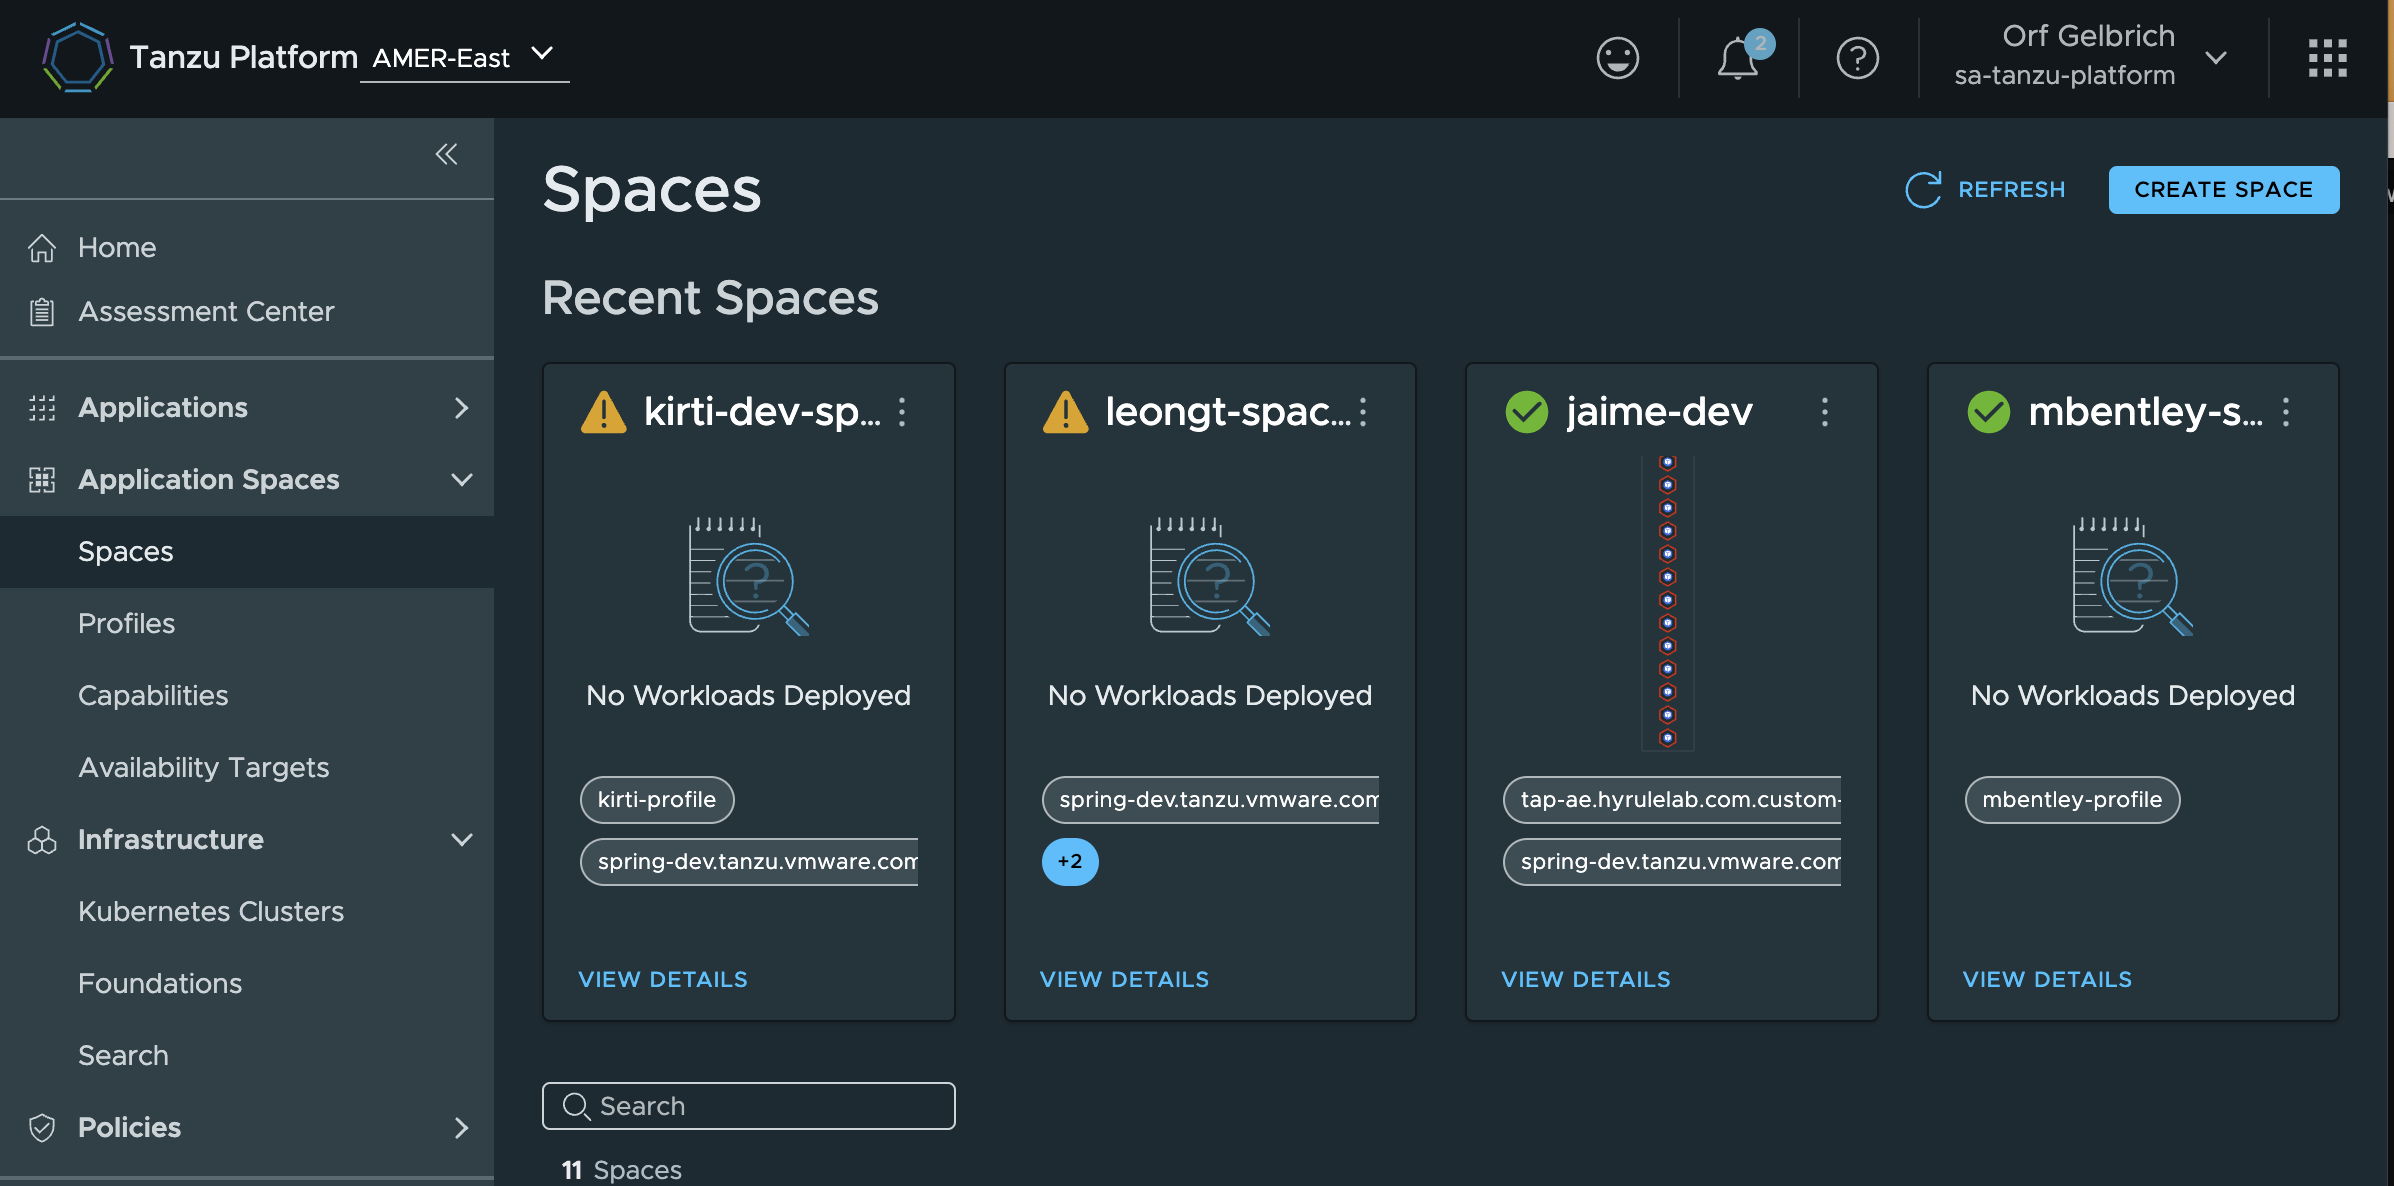 Tanzu Platform AMER-East
2
Orf Gelbrich
sa-tanzu-platform
Home
Assessment Center
Applications
Application Spaces
Spaces
Profiles
Capabilities
Availability Targets
Infrastructure
Kubernetes Clusters
Foundations
Search
Policies
Spaces
REFRESH
CREATE SPACE
Recent Spaces
kirti-dev-sp...
No Workloads Deployed
kirti-profile
spring-dev.tanzu.vmware.com
VIEW DETAILS
leongt-spac...
No Workloads Deployed
spring-dev.tanzu.vmware.com
+2
VIEW DETAILS
jaime-dev
tap-ae.hyrulelab.com.custom-
spring-dev.tanzu.vmware.com
VIEW DETAILS
mbentley-s...
No Workloads Deployed
mbentley-profile
VIEW DETAILS
Search
11 Spaces